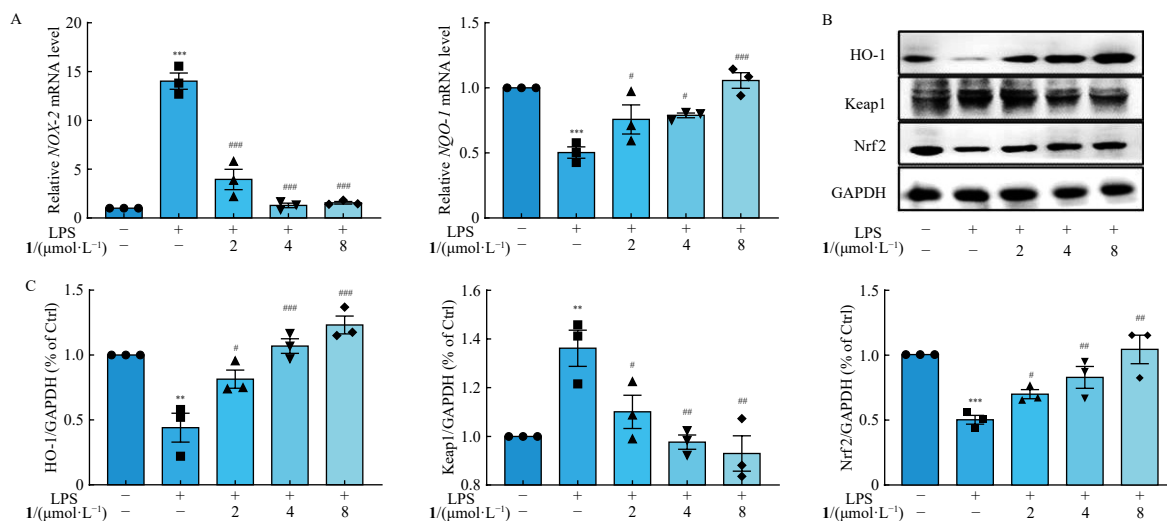 A
Relative NOX-2 mRNA level
20
15
10
5
0
***
###
###
###
LPS − + + + +
1/(μmol·L⁻¹) − − 2 4 8
Relative NQO-1 mRNA level
1.5
1.0
0.5
0
***
#
#
###
LPS − + + + +
1/(μmol·L⁻¹) − − 2 4 8
B
HO-1
Keap1
Nrf2
GAPDH
LPS − + + + +
1/(μmol·L⁻¹) − − 2 4 8
C
HO-1/GAPDH (% of Ctrl)
1.5
1.0
0.5
0
**
#
###
###
LPS − + + + +
1/(μmol·L⁻¹) − − 2 4 8
Keap1/GAPDH (% of Ctrl)
1.6
1.4
1.2
1.0
0.8
**
#
##
##
LPS − + + + +
1/(μmol·L⁻¹) − − 2 4 8
Nrf2/GAPDH (% of Ctrl)
1.5
1.0
0.5
0
***
#
##
##
LPS − + + + +
1/(μmol·L⁻¹) − − 2 4 8